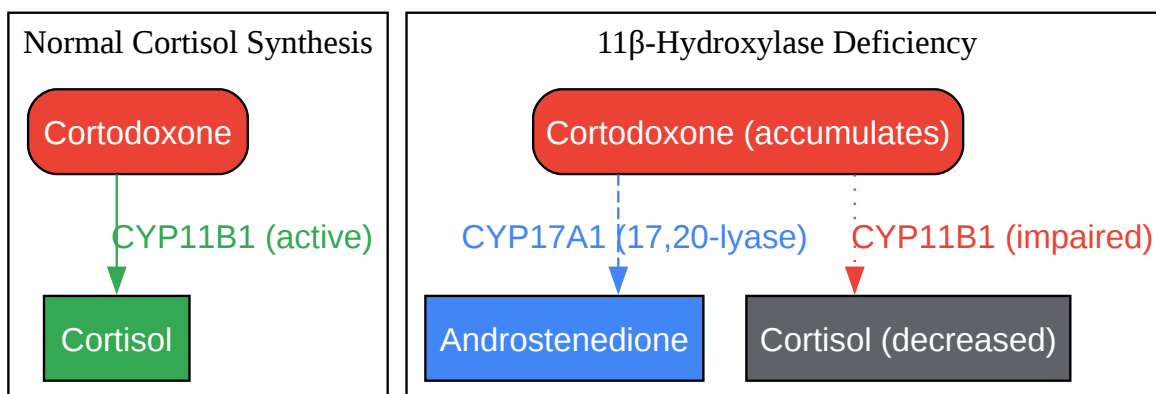 Normal Cortisol Synthesis
Cortodoxone
CYP11B1 (active)
Cortisol
11β-Hydroxylase Deficiency
Cortodoxone (accumulates)
CYP17A1 (17,20-lyase)
CYP11B1 (impaired)
Androstenedione
Cortisol (decreased)